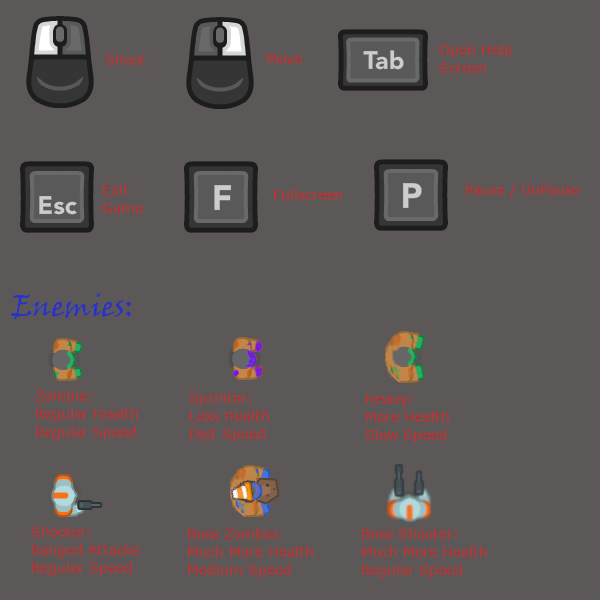 Shoot
Move
Tab
Open Help
Screen
Esc
Exit
Game
F
Fullscreen
P
Pause / UnPause
Enemies:
Zombie:
Regular Health
Regular Speed
Sprinter:
Less Health
Fast Speed
Heavy:
More Health
Slow Speed
Shooter:
Ranged Attacks
Regular Speed
Boss Zombie:
Much More Health
Medium Speed
Boss Shooter:
Much More Health
Regular Speed